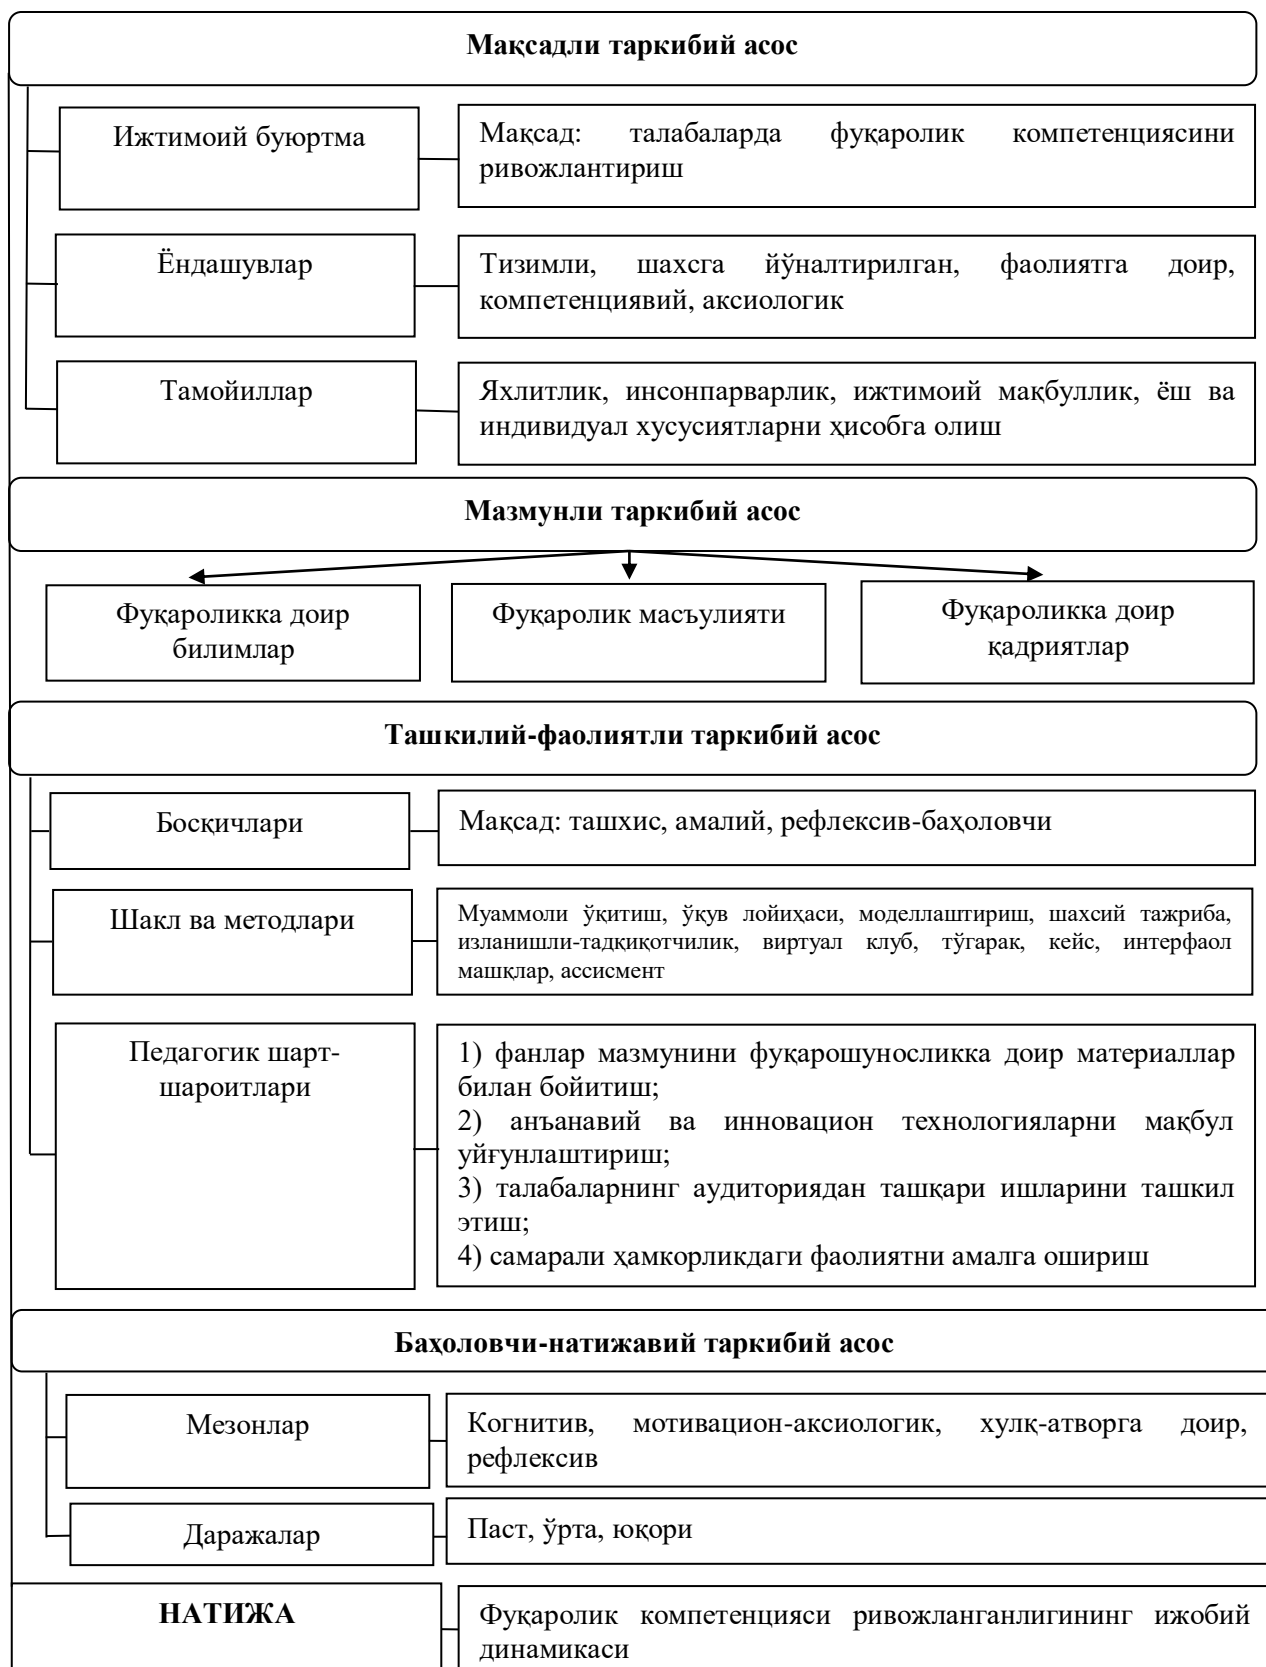 Мақсадли таркибий асос
Ижтимоий буюртма
Мақсад: талабаларда фуқаролик компетенциясини
ривожлантириш
Ёндашувлар
Тизимли, шахсга йўналтирилган, фаолиятга доир,
компетенциявий, аксиологик
Тамойиллар
Яхлитлик, инсонпарварлик, ижтимоий мақбуллик, ёш ва
индивидуал хусусиятларни ҳисобга олиш
Мазмунли таркибий асос
Фуқароликка доир
билимлар
Фуқаролик масъулияти
Фуқароликка доир
қадриятлар
Ташкилий-фаолиятли таркибий асос
Босқичлари
Мақсад: ташхис, амалий, рефлексив-баҳоловчи
Шакл ва методлари
Муаммоли ўқитиш, ўқув лойиҳаси, моделлаштириш, шахсий тажриба,
изланишли-тадқиқотчилик, виртуал клуб, тўгарак, кейс, интерфаол
машқлар, ассисмент
Педагогик шарт-
шароитлари
1) фанлар мазмунини фуқарошуносликка доир материаллар
билан бойитиш;
2) анъанавий ва инновацион технологияларни мақбул
уйғунлаштириш;
3) талабаларнинг аудиториядан ташқари ишларини ташкил
этиш;
4) самарали ҳамкорликдаги фаолиятни амалга ошириш
Баҳоловчи-натижавий таркибий асос
Мезонлар
Когнитив, мотивацион-аксиологик, хулқ-атворга доир,
рефлексив
Даражалар
Паст, ўрта, юқори
НАТИЖА
Фуқаролик компетенцияси ривожланганлигининг ижобий
динамикаси